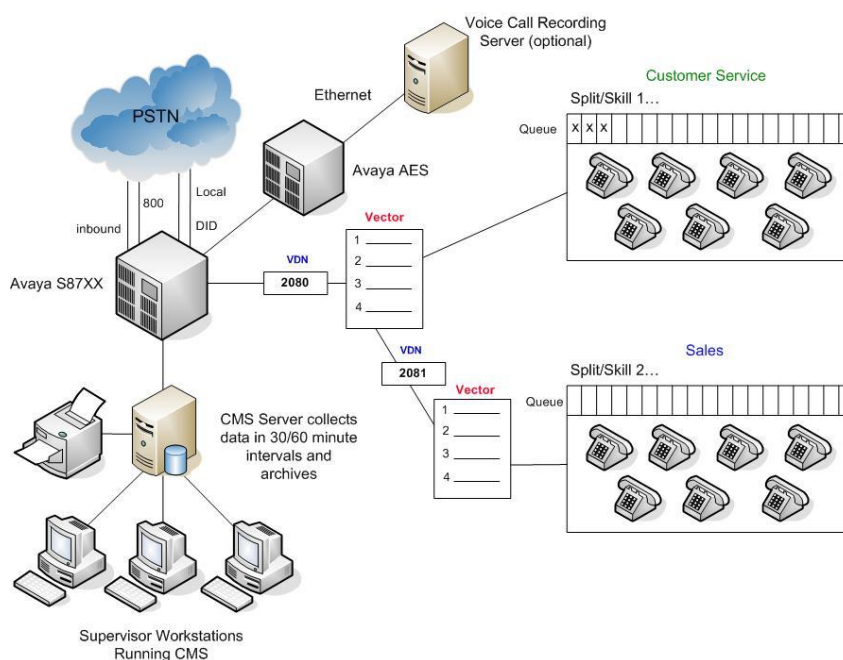 Voice Call Recording
Server (optional)
Customer Service
Ethernet
Split/Skill 1...
PSTN
Queue
X X X
Avaya AES
800
Local
inbound
DID
Vector
1
2
3
4
Avaya S87XX
VDN
2080
VDN
2081
Sales
Split/Skill 2...
Vector
Queue
1
2
3
4
CMS Server collects
data in 30/60 minute
intervals and
archives
Supervisor Workstations
Running CMS